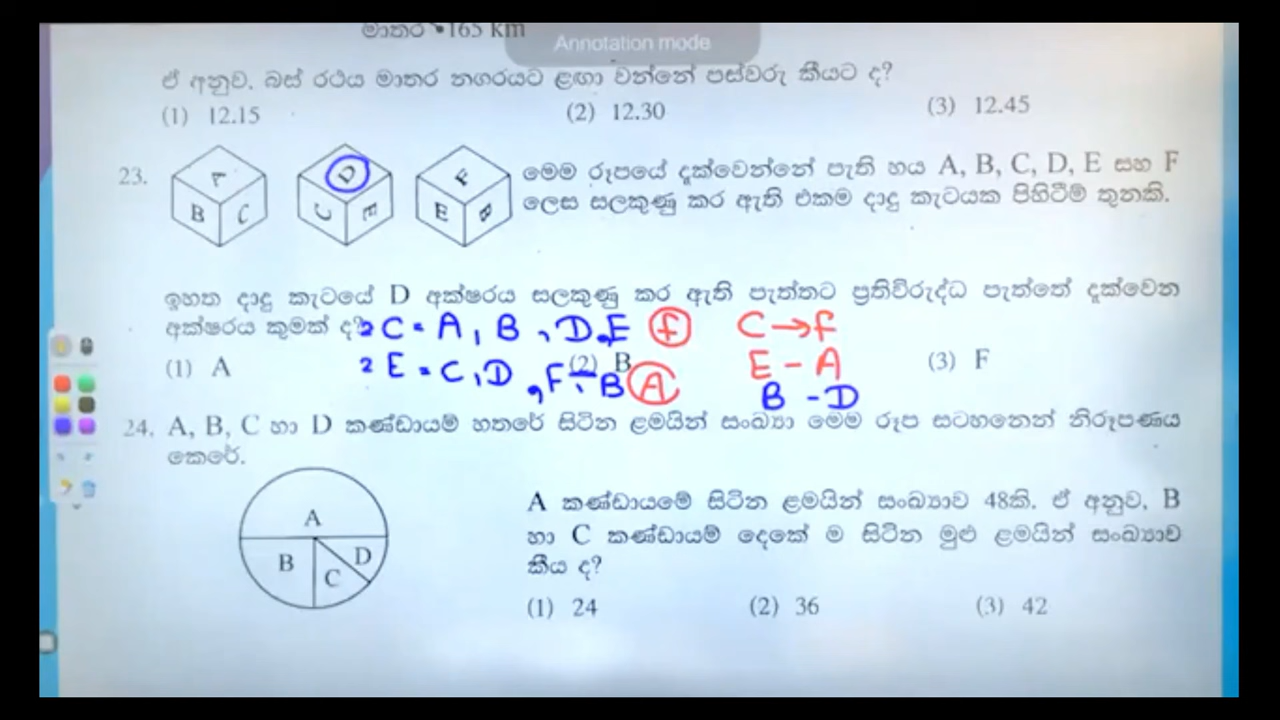 මාතර 165 km
Annotation mode
ඒ අනුව, බස් රථය මාතර නගරයට ළඟා වන්නේ පස්වරු කීයට ද?
(1) 12.15 (2) 12.30 (3) 12.45
23. A B C D C E F E B මෙම රූපයේ දැක්වෙන්නේ පැති හය A, B, C, D, E සහ F
ලෙස සලකුණු කර ඇති එකම දාදු කැටයක පිහිටීම් තුනකි.
ඉහත දාදු කැටයේ D අක්ෂරය සලකුණු කර ඇති පැත්තට ප්‍රතිවිරුද්ධ පැත්තේ දැක්වෙන
අක්ෂරය කුමක් ද? 2 C = A, B, D, E F C → F
(1) A 2 E = C, D, F, B A (2) B E - A (3) F
B - D
24. A, B, C හා D කණ්ඩායම් හතරේ සිටින ළමයින් සංඛ්‍යා මෙම රූප සටහනෙන් නිරූපණය
කෙරේ.
A
B
C
D
A කණ්ඩායමේ සිටින ළමයින් සංඛ්‍යාව 48කි. ඒ අනුව, B
හා C කණ්ඩායම් දෙකේ ම සිටින මුළු ළමයින් සංඛ්‍යාව
කීය ද?
(1) 24 (2) 36 (3) 42